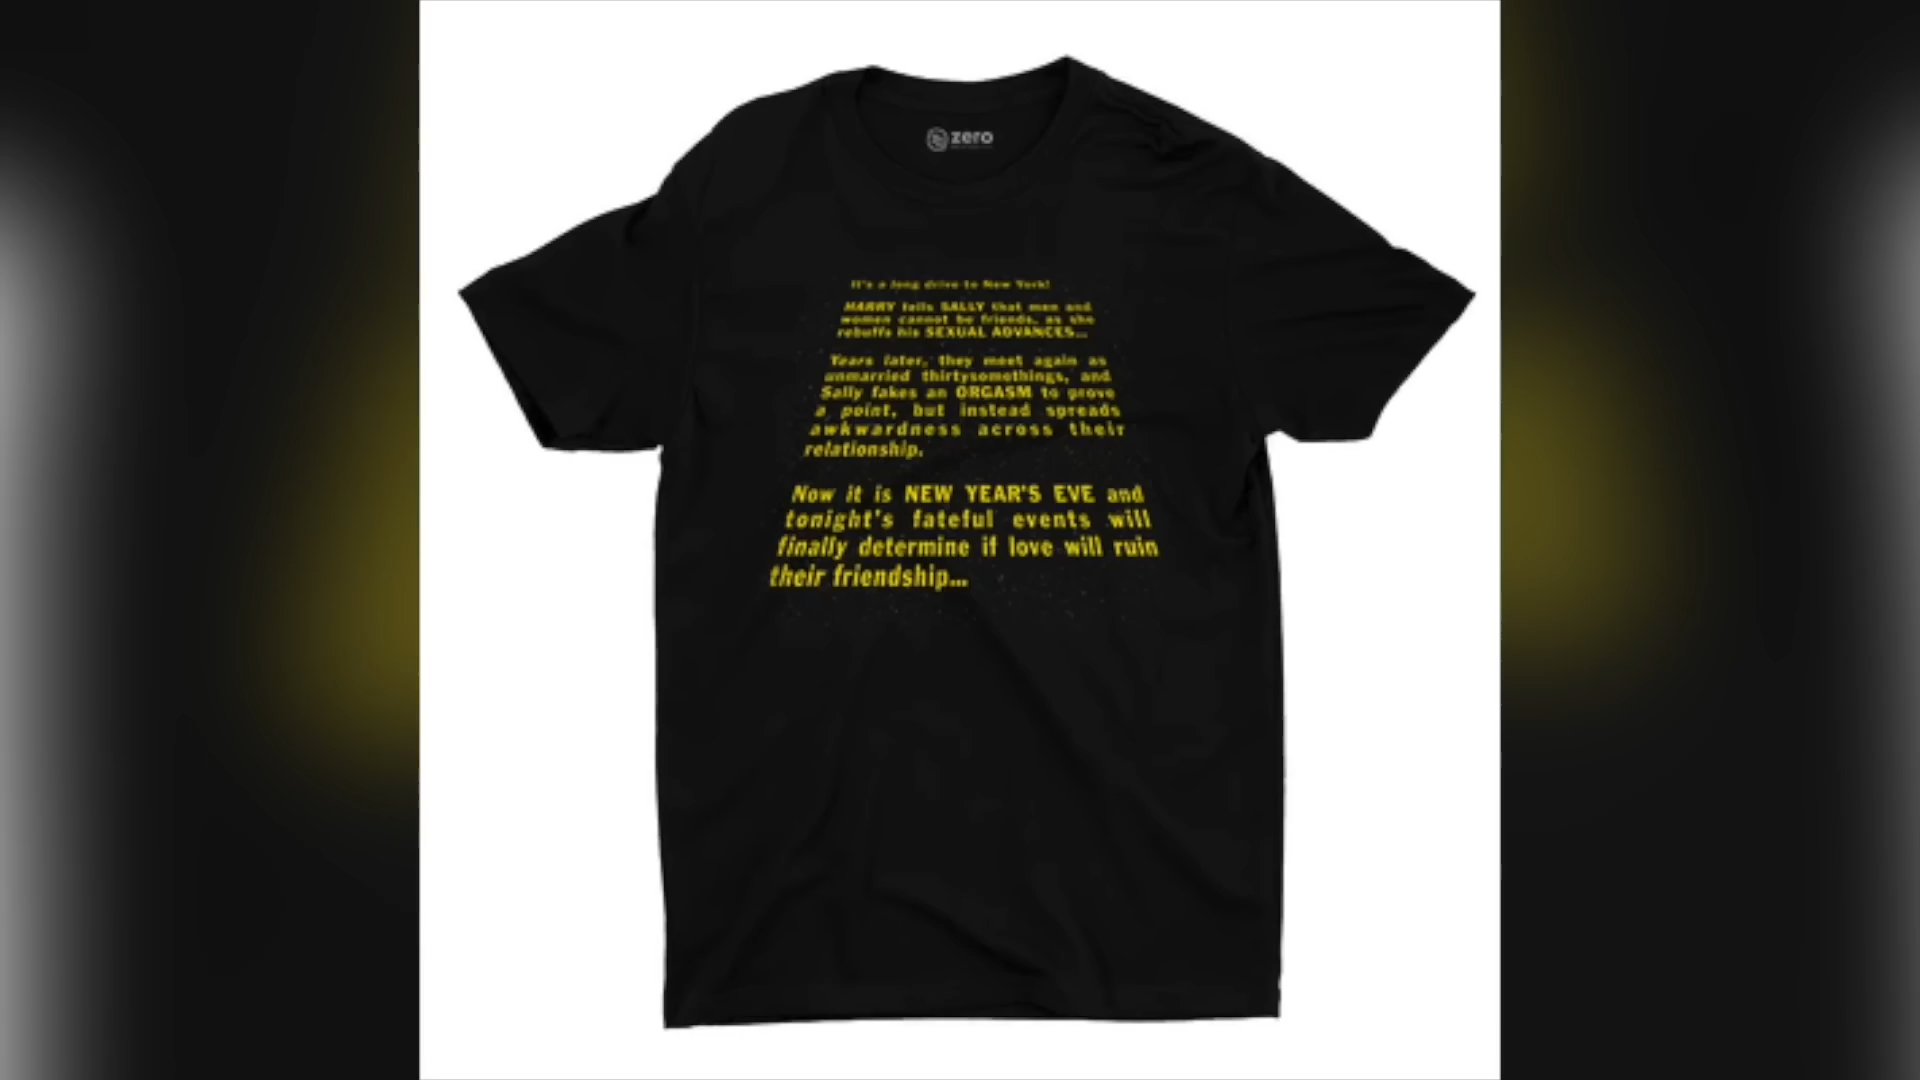 zero
It's a long drive to New York!
HARRY tells SALLY that men and
women cannot be friends, as she
rebuffs his SEXUAL ADVANCES...
Years later, they meet again as
unmarried thirtysomethings, and
Sally fakes an ORGASM to prove
a point, but instead spreads
awkwardness across their
relationship.
Now it is NEW YEAR'S EVE and
tonight's fateful events will
finally determine if love will ruin
their friendship...